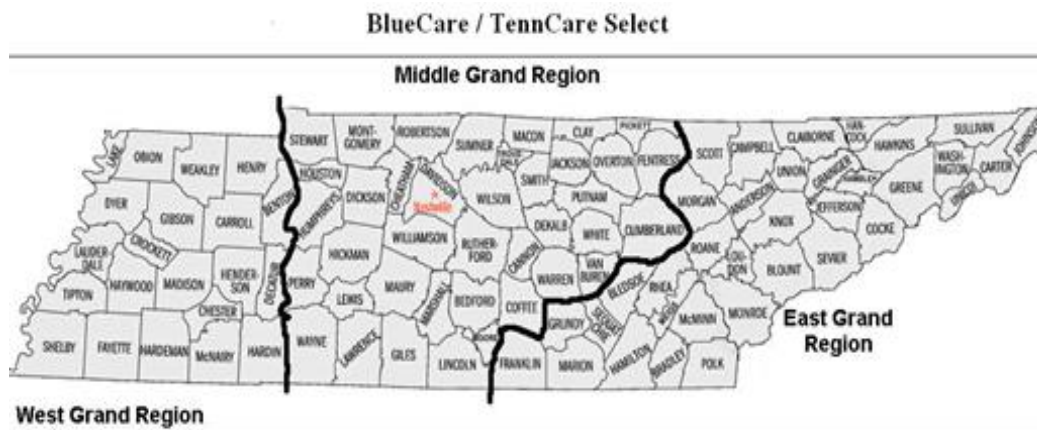 BlueCare / TennCare Select
Middle Grand Region
STEWART
MONT-
GOMERY
ROBERTSON
SUMNER
MACON
CLAY
PICKETT
LAKE
OBION
WEAKLEY
HENRY
HOUSTON
CHEATHAM
DAVIDSON
Nashville
SMITH
JACKSON
OVERTON
FENTRESS
SCOTT
CAMPBELL
CLAIBORNE
HAN-
COCK
HAWKINS
SULLIVAN
JOHNSON
DYER
GIBSON
CARROLL
BENTON
HUMPHREYS
DICKSON
WILSON
PUTNAM
MORGAN
ANDERSON
UNION
GRAINGER
GREENE
WASH-
INGTON
CARTER
UNICOI
CROCKETT
WILLIAMSON
DEKALB
WHITE
CUMBERLAND
ROANE
KNOX
JEFFERSON
COCKE
LAUDER-
DALE
HAYWOOD
MADISON
HENDER-
SON
DECATUR
PERRY
HICKMAN
MAURY
RUTHER-
FORD
CANNON
WARREN
VAN
BUREN
BLEDSOE
RHEA
LOU-
DON
BLOUNT
SEVIER
TIPTON
CHESTER
LEWIS
MARSHALL
BEDFORD
COFFEE
GRUNDY
SEQUAT
CHIE
MEIGS
McMINN
MONROE
East Grand
Region
SHELBY
FAYETTE
HARDEMAN
McNAIRY
HARDIN
WAYNE
LAWRENCE
GILES
LINCOLN
MOORE
FRANKLIN
MARION
HAMILTON
BRADLEY
POLK
West Grand Region